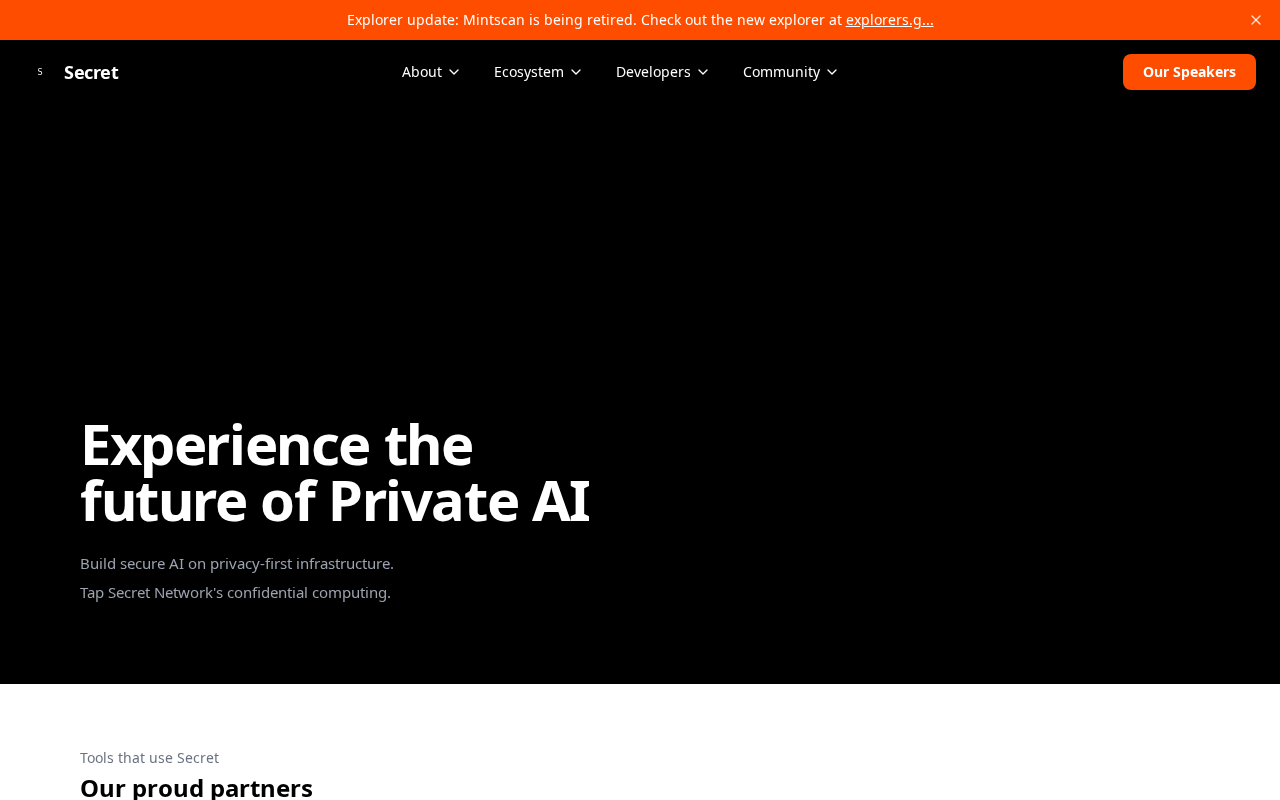 Explorer update: Mintscan is being retired. Check out the new explorer at explorers.g...
S Secret About Ecosystem Developers Community Our Speakers
Experience the
future of Private AI
Build secure AI on privacy-first infrastructure.
Tap Secret Network's confidential computing.
Tools that use Secret
Our proud partners